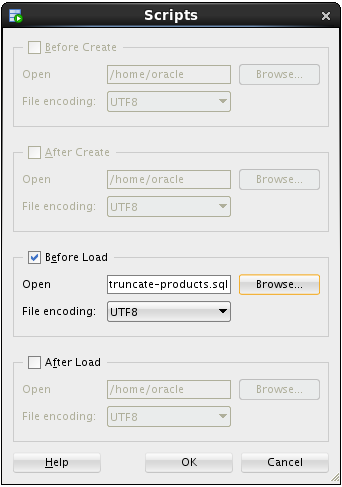 Scripts
Before Create
Open /home/oracle Browse...
File encoding: UTF8
After Create
Open /home/oracle Browse...
File encoding: UTF8
Before Load
Open truncate-products.sql Browse...
File encoding: UTF8
After Load
Open /home/oracle Browse...
File encoding: UTF8
Help OK Cancel